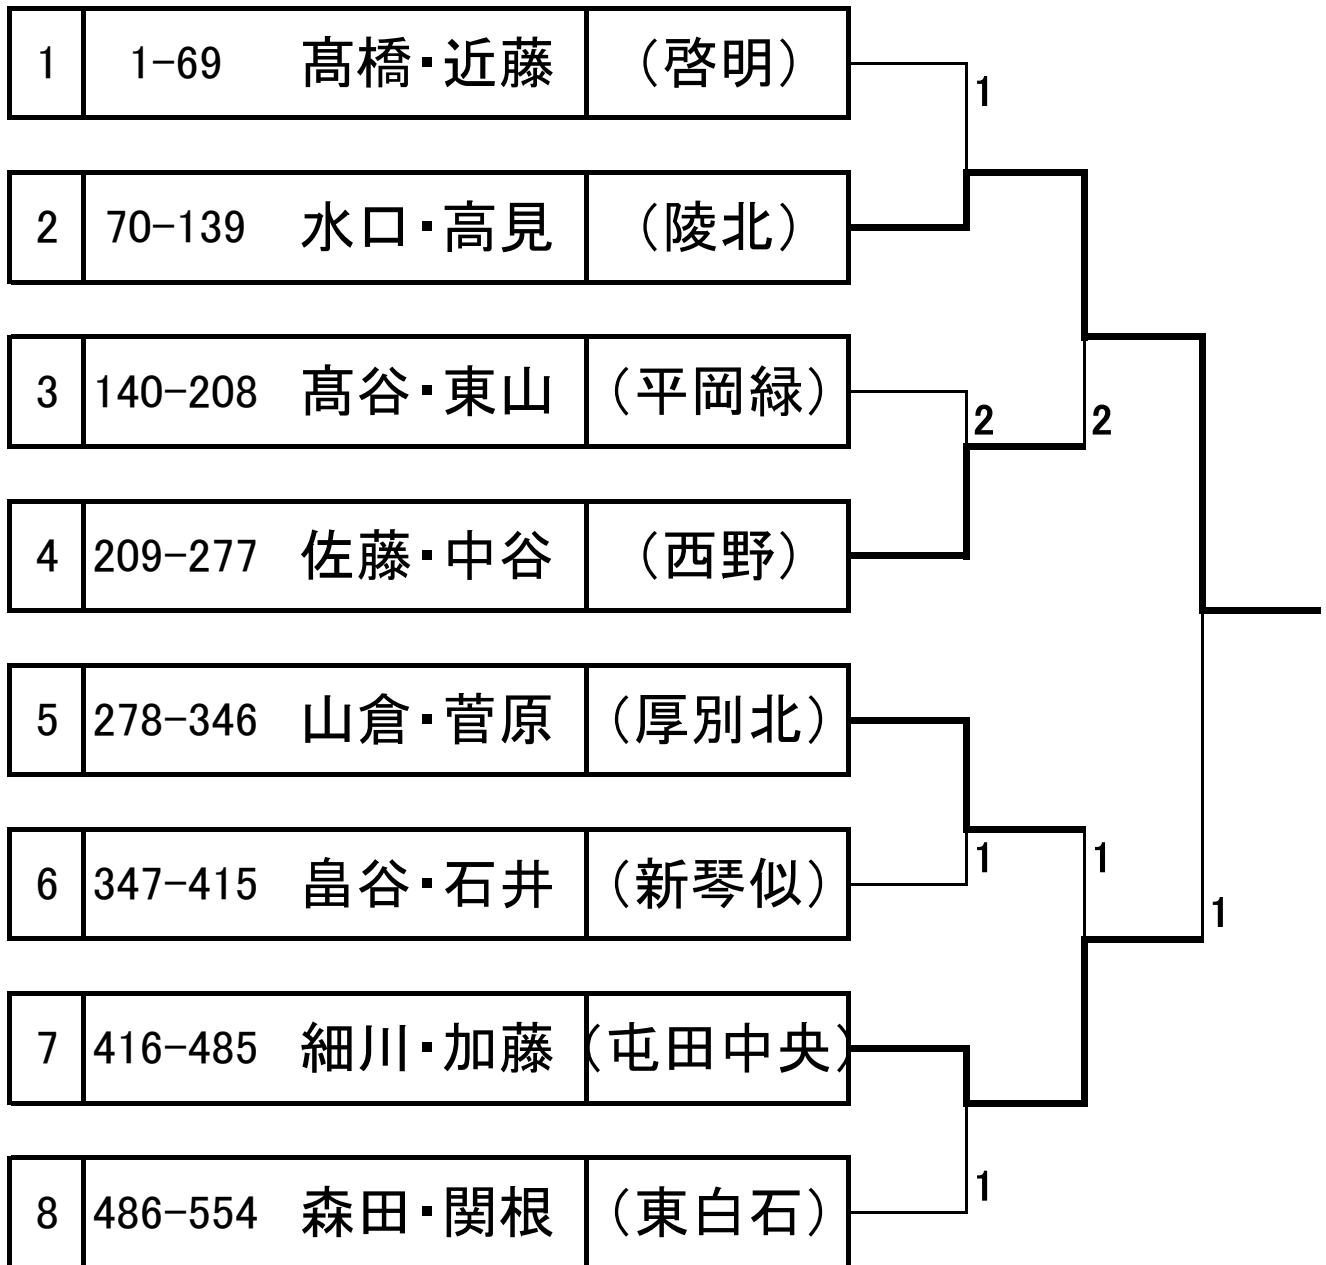 1 1-69 髙橋・近藤 (啓明)
1
2 70-139 水口・高見 (陵北)
3 140-208 髙谷・東山 (平岡緑)
2 2
4 209-277 佐藤・中谷 (西野)
5 278-346 山倉・菅原 (厚別北)
1 1
6 347-415 畠谷・石井 (新琴似)
1
7 416-485 細川・加藤 (屯田中央)
1
8 486-554 森田・関根 (東白石)